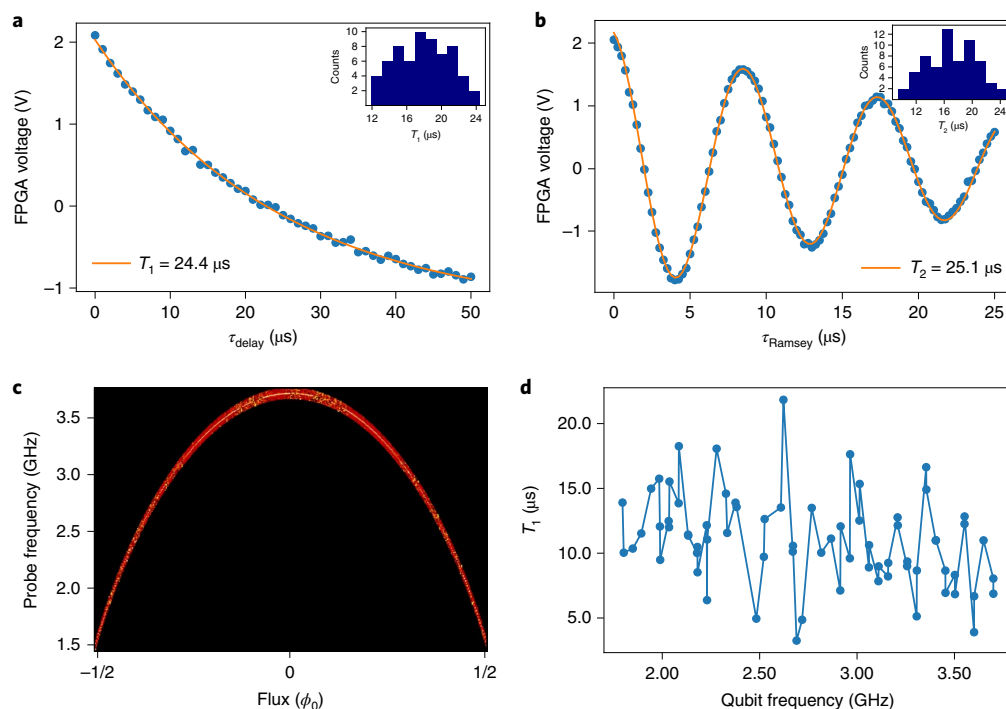 a
2
1
0
−1
FPGA voltage (V)
T1 = 24.4 μs
0 10 20 30 40 50
τdelay (μs)
10
8
6
4
2
Counts
12 16 20 24
T1 (μs)
b
2
1
0
−1
FPGA voltage (V)
T2 = 25.1 μs
0 5 10 15 20 25
τRamsey (μs)
12
10
8
6
4
2
Counts
12 16 20 24
T2 (μs)
c
3.5
3.0
2.5
2.0
1.5
Probe frequency (GHz)
−1/2 0 1/2
Flux (ϕ0)
d
20.0
15.0
10.0
5.0
T1 (μs)
2.00 2.50 3.00 3.50
Qubit frequency (GHz)